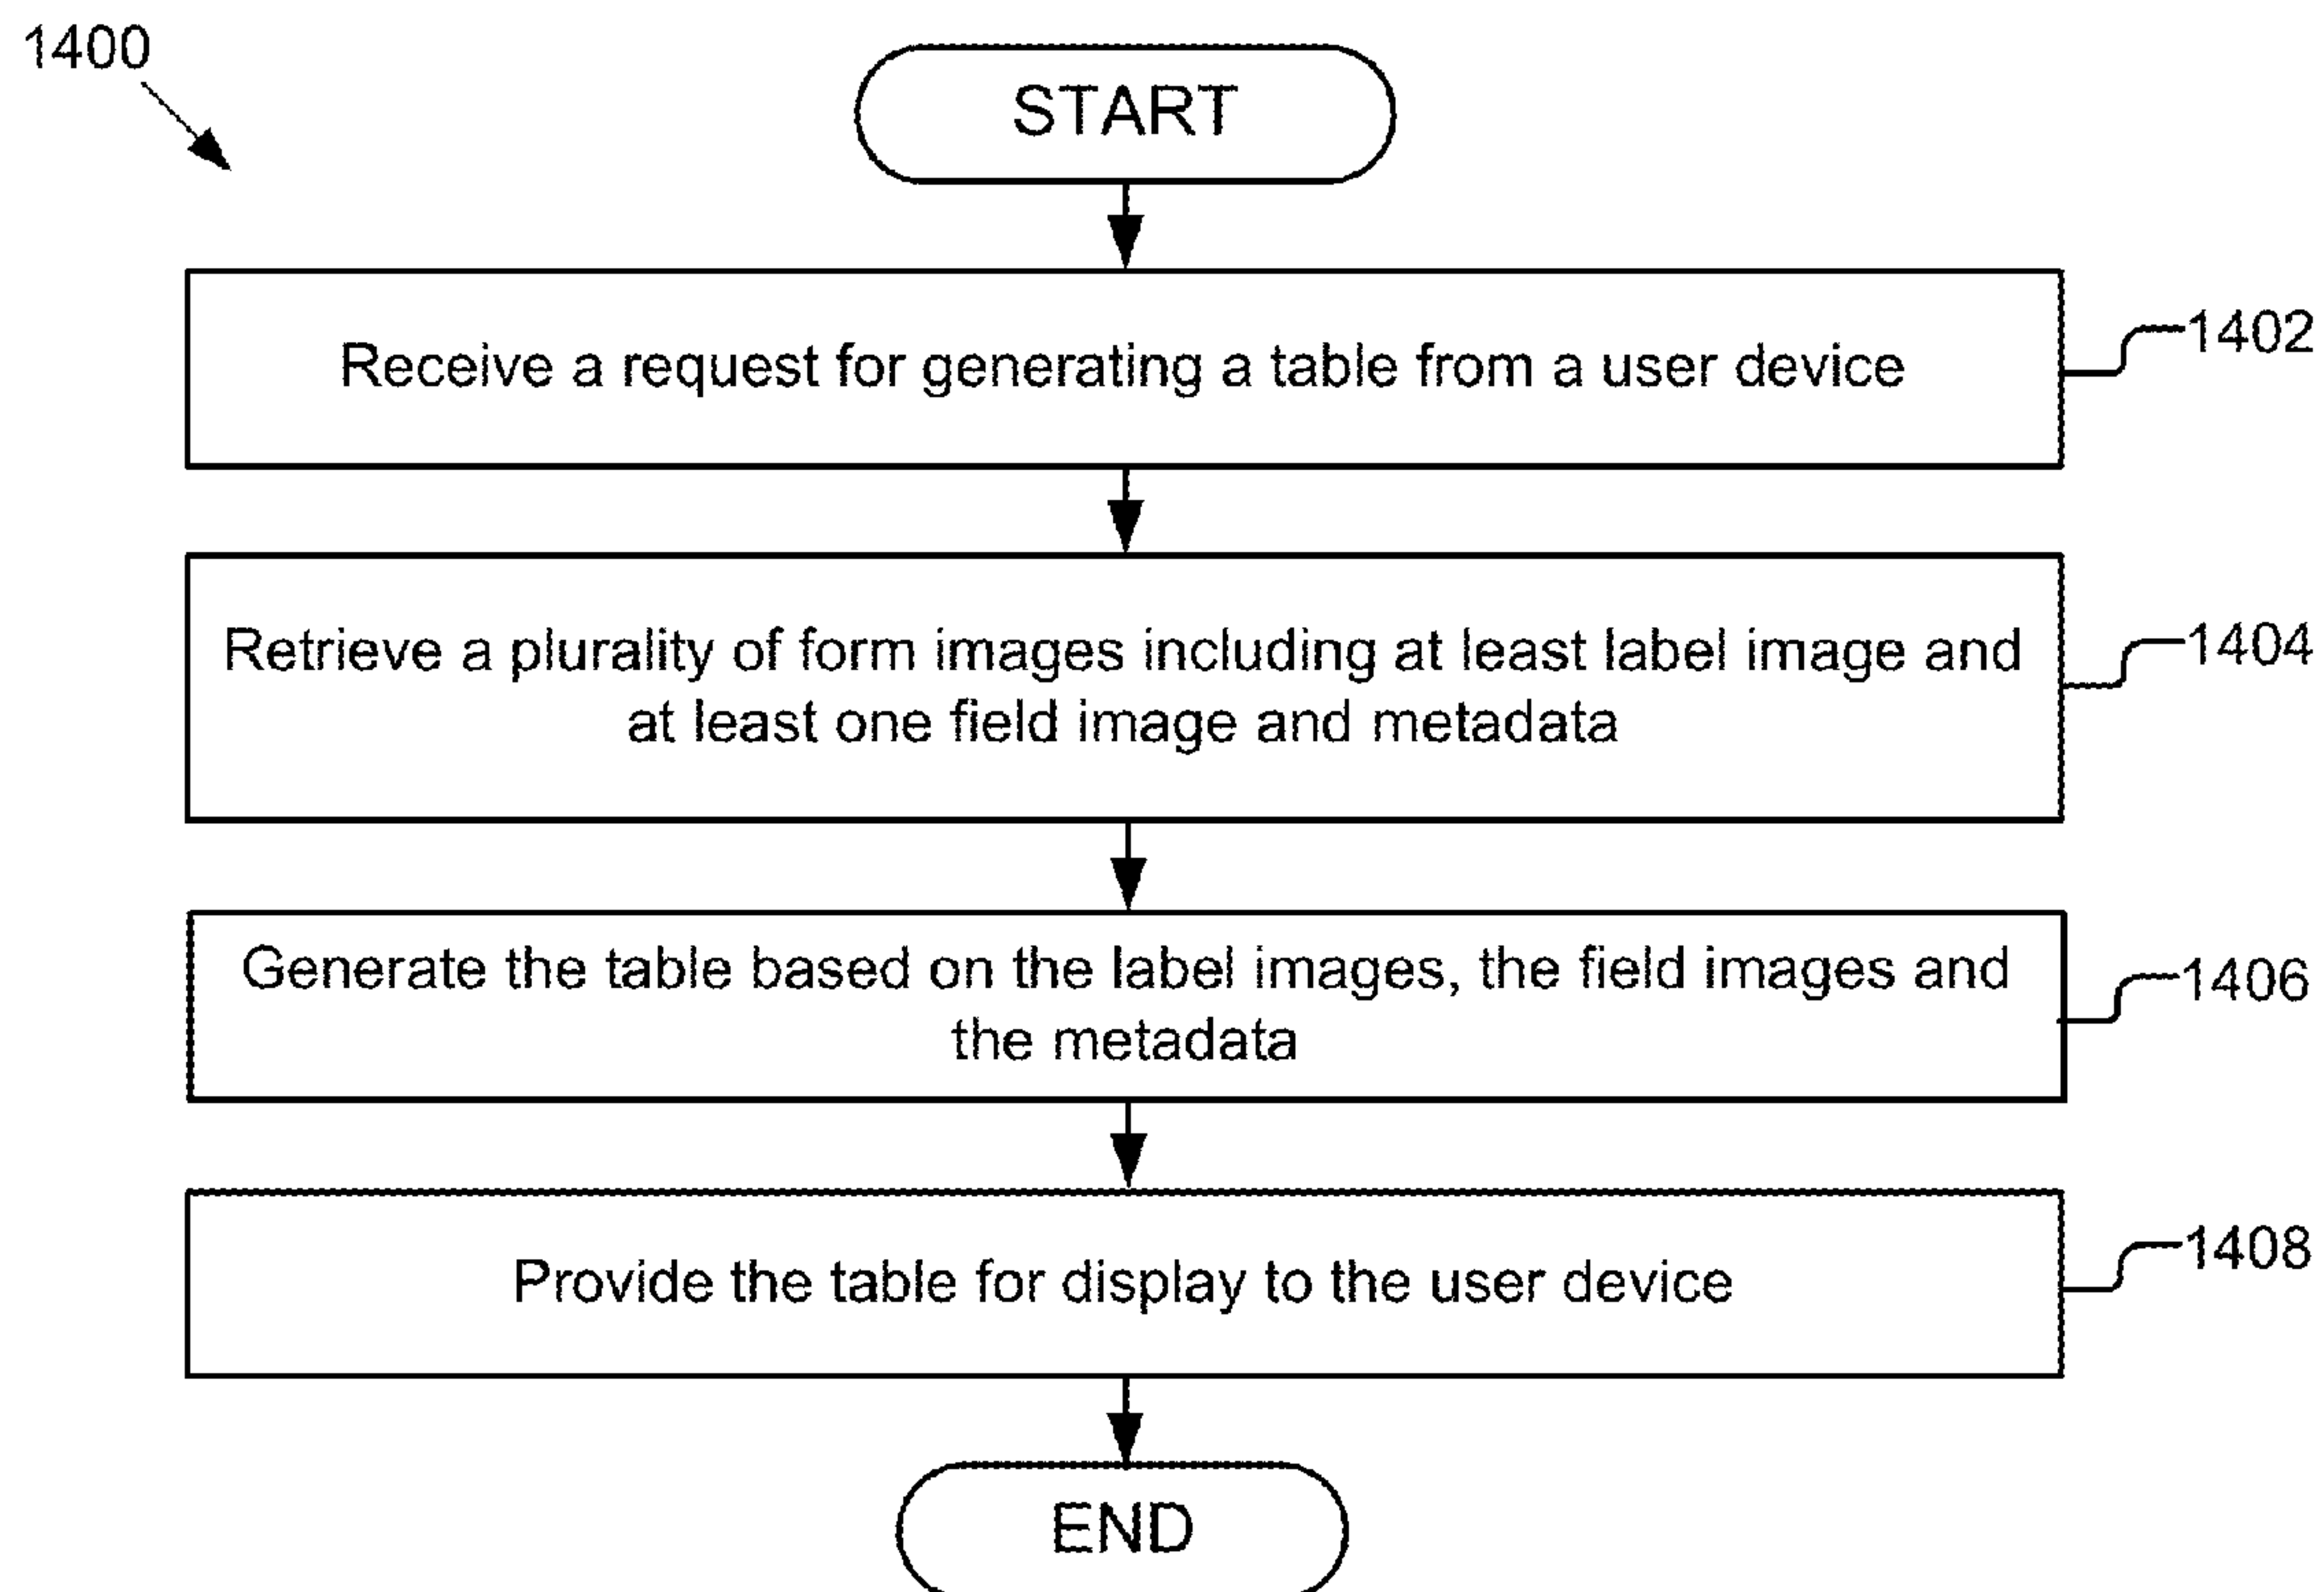 1400
START
Receive a request for generating a table from a user device
1402
Retrieve a plurality of form images including at least label image and
at least one field image and metadata
1404
Generate the table based on the label images, the field images and
the metadata
1406
Provide the table for display to the user device
1408
END